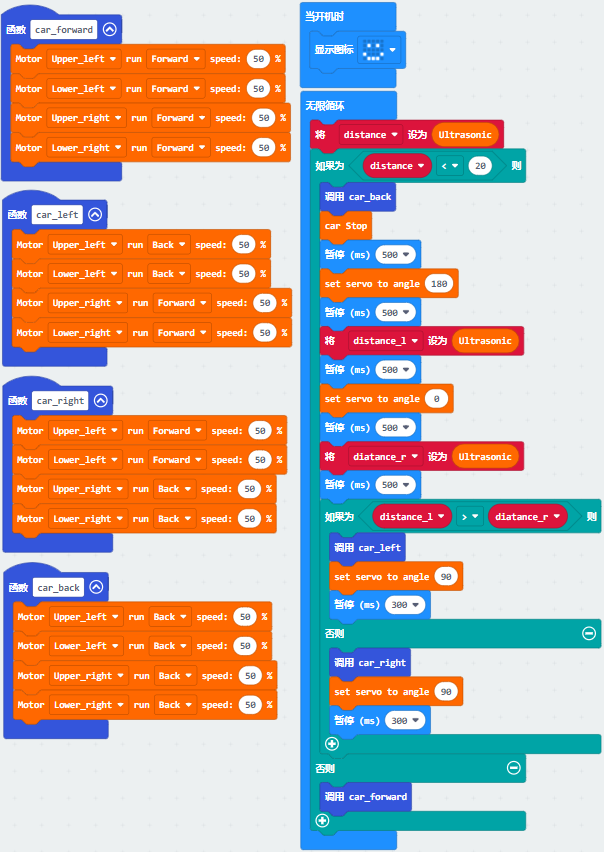 函数 car_forward
Motor Upper_left run Forward speed: 50 %
Motor Lower_left run Forward speed: 50 %
Motor Upper_right run Forward speed: 50 %
Motor Lower_right run Forward speed: 50 %
函数 car_left
Motor Upper_left run Back speed: 50 %
Motor Lower_left run Back speed: 50 %
Motor Upper_right run Forward speed: 50 %
Motor Lower_right run Forward speed: 50 %
函数 car_right
Motor Upper_left run Forward speed: 50 %
Motor Lower_left run Forward speed: 50 %
Motor Upper_right run Back speed: 50 %
Motor Lower_right run Back speed: 50 %
函数 car_back
Motor Upper_left run Back speed: 50 %
Motor Lower_left run Back speed: 50 %
Motor Upper_right run Back speed: 50 %
Motor Lower_right run Back speed: 50 %
当开机时
显示图标
无限循环
将 distance 设为 Ultrasonic
如果为 distance < 20 则
调用 car_back
car Stop
暂停 (ms) 500
set servo to angle 180
暂停 (ms) 500
将 distance_l 设为 Ultrasonic
暂停 (ms) 500
set servo to angle 0
暂停 (ms) 500
将 diatance_r 设为 Ultrasonic
暂停 (ms) 500
如果为 distance_l > diatance_r 则
调用 car_left
set servo to angle 90
暂停 (ms) 300
否则
调用 car_right
set servo to angle 90
暂停 (ms) 300
否则
调用 car_forward